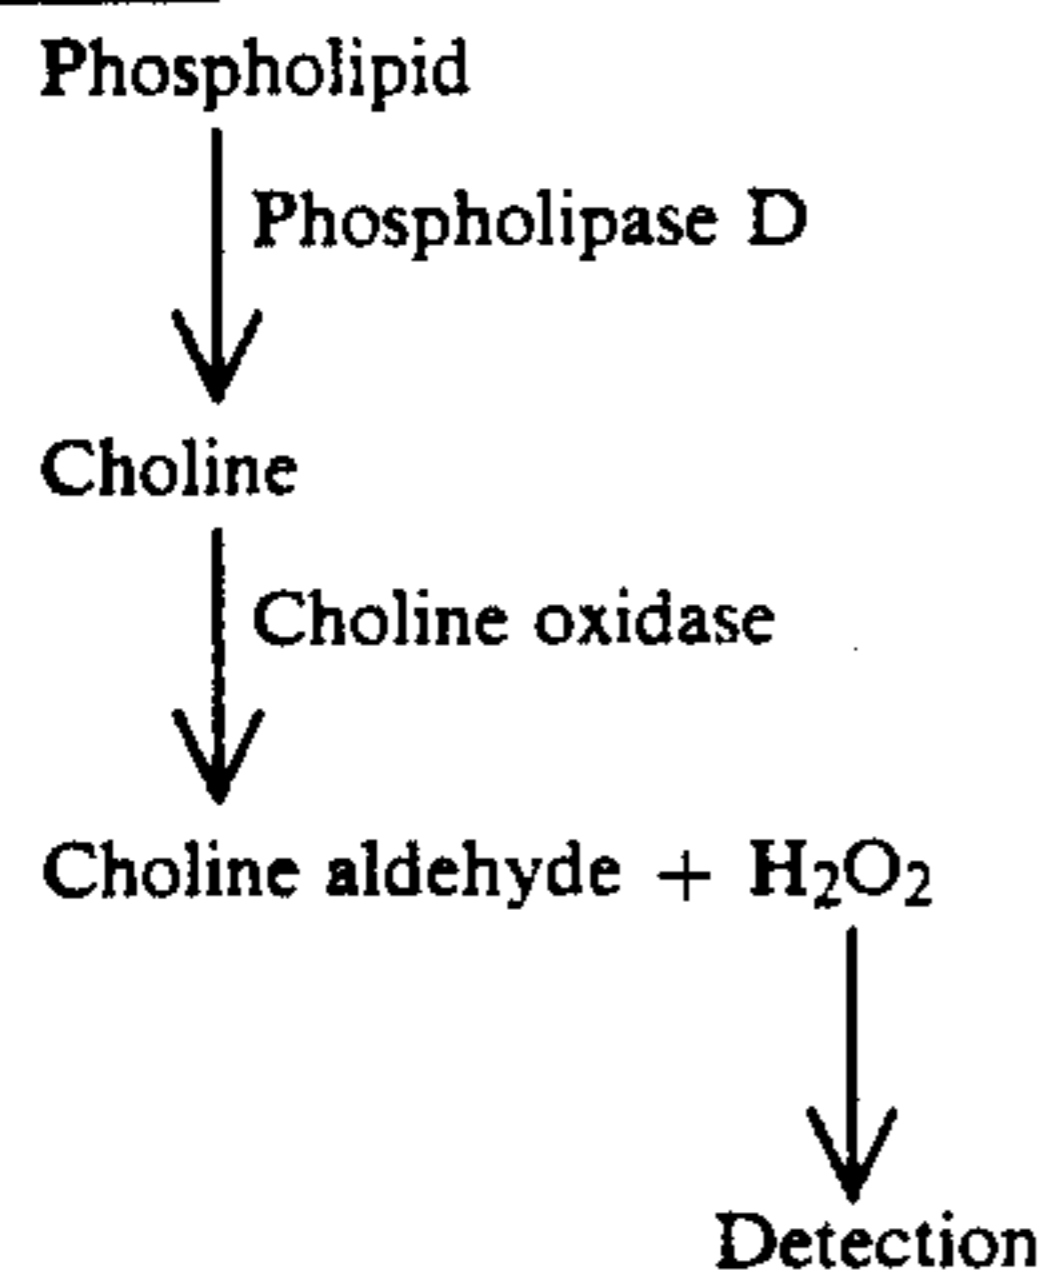 Phospholipid
Phospholipase D
Choline
Choline oxidase
Choline aldehyde + H₂O₂
Detection